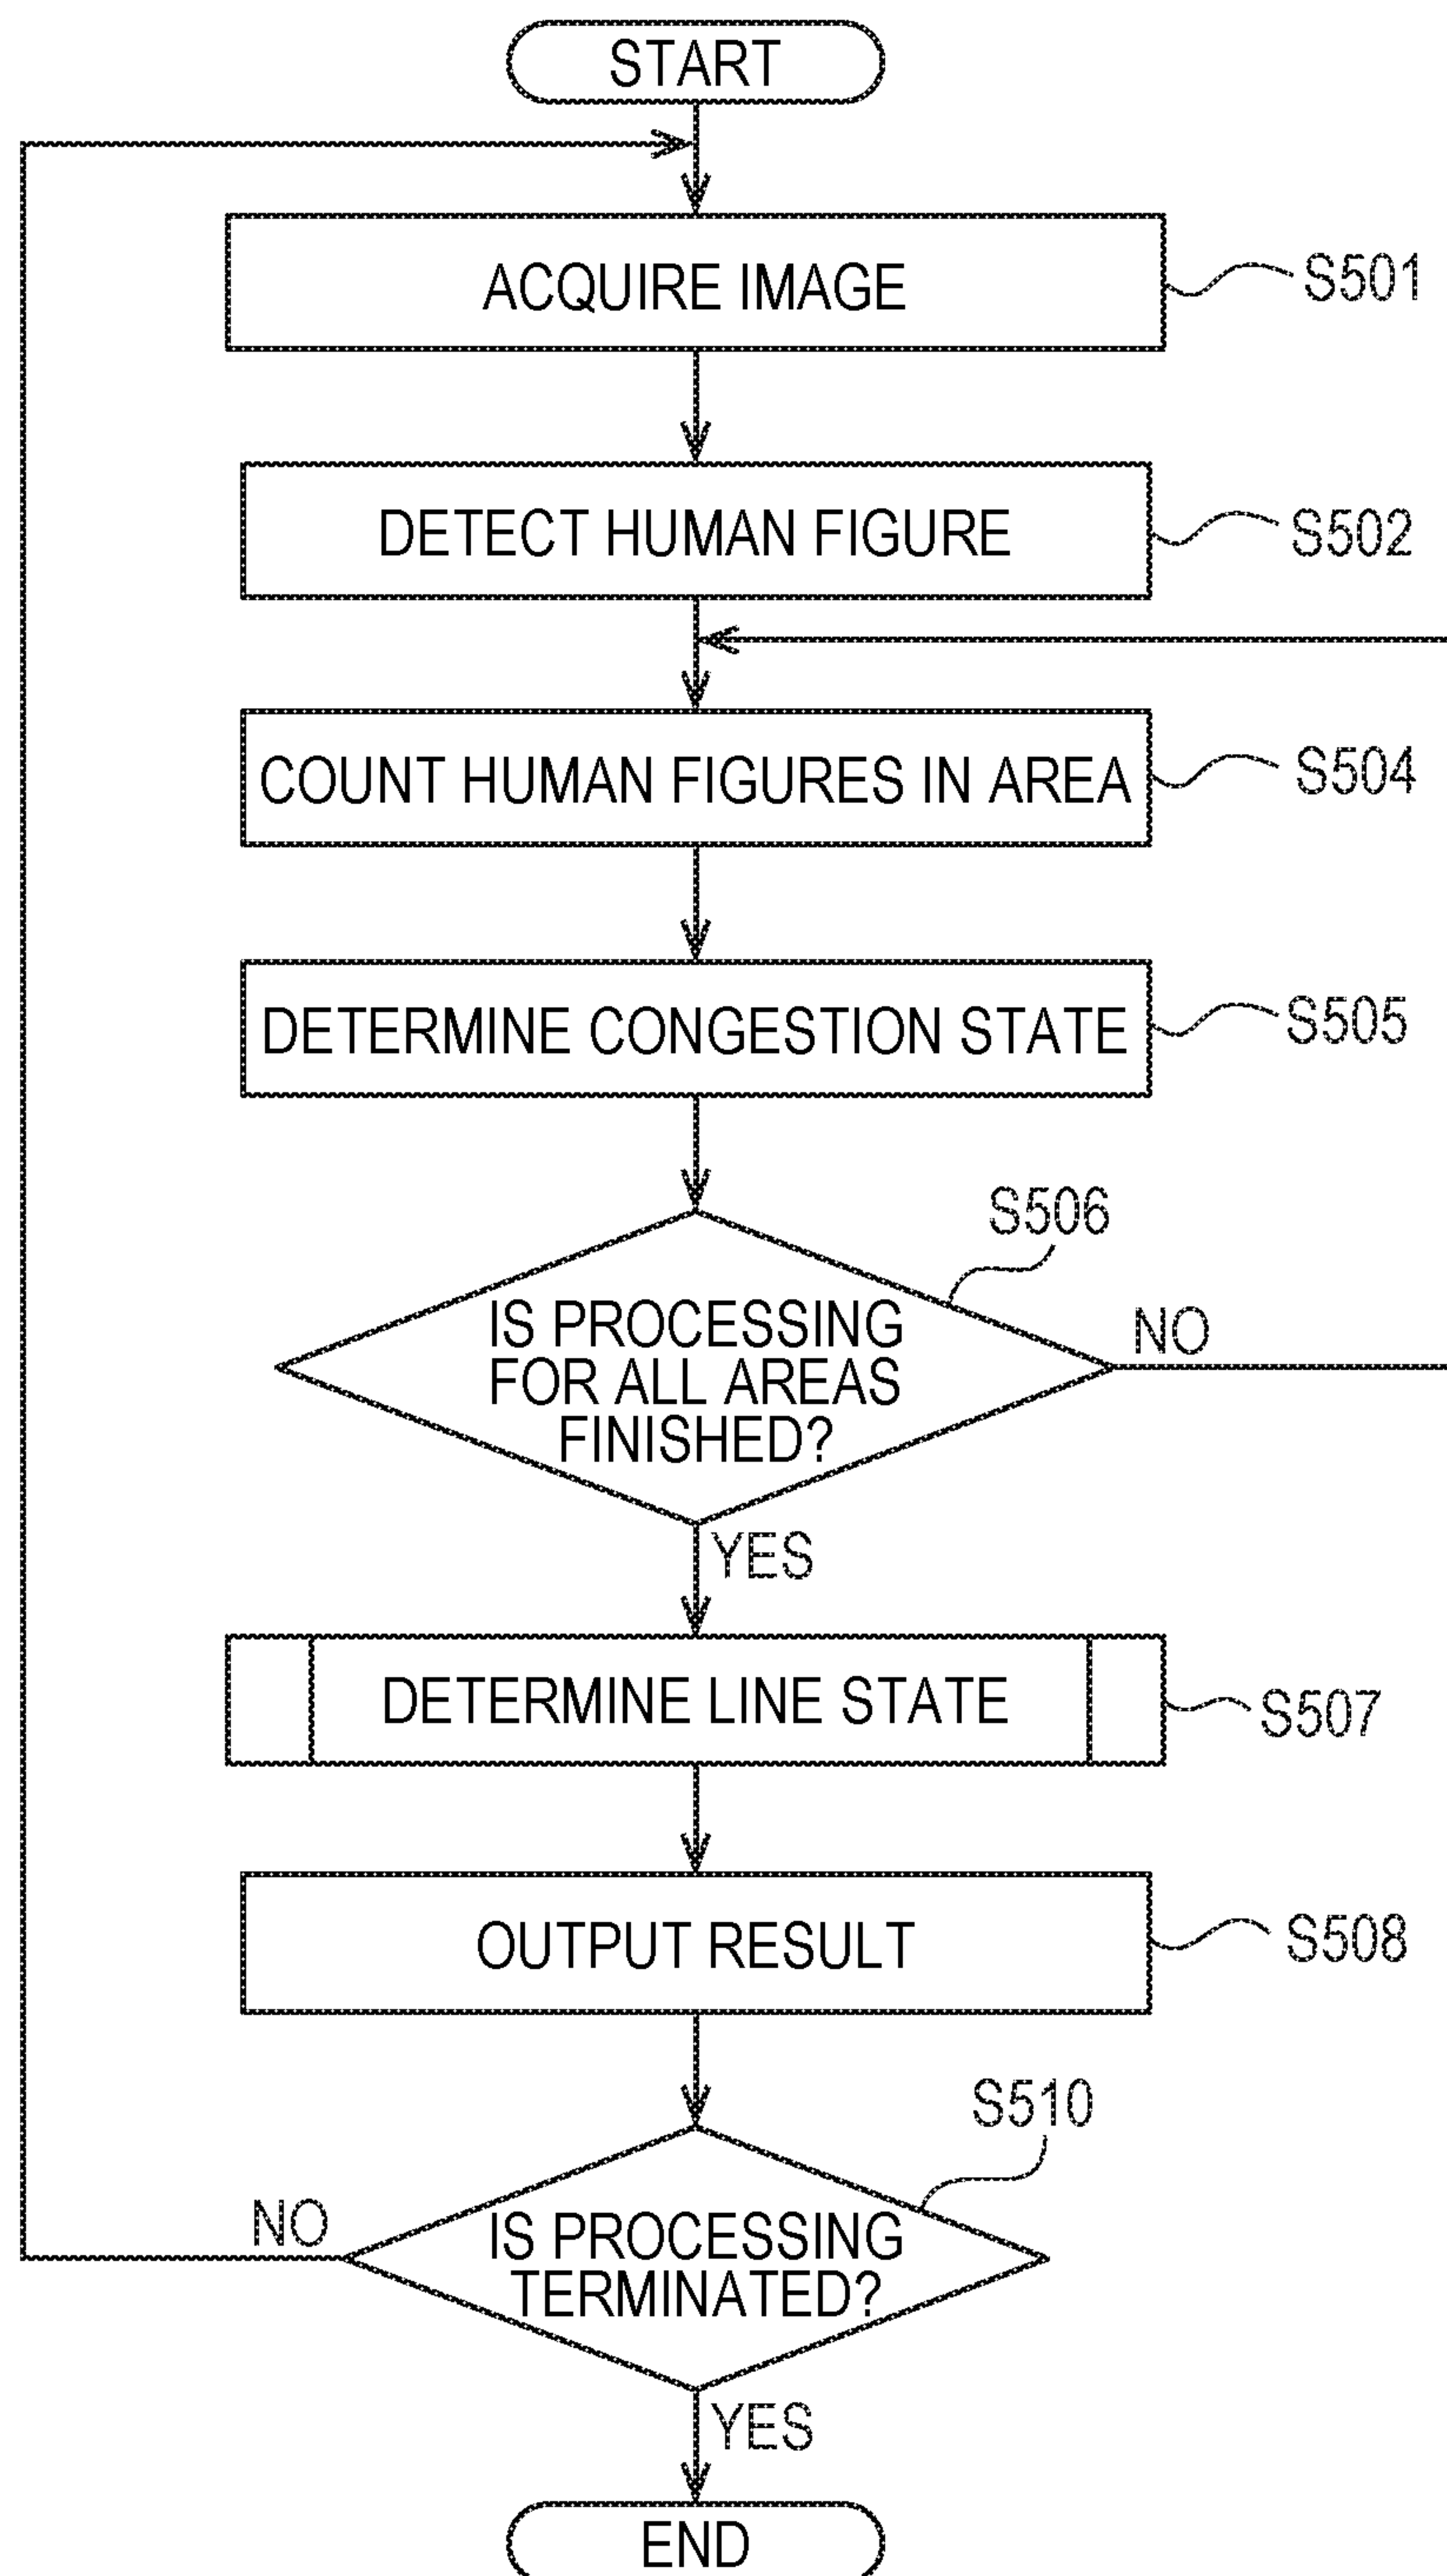 START
ACQUIRE IMAGE
S501
DETECT HUMAN FIGURE
S502
COUNT HUMAN FIGURES IN AREA
S504
DETERMINE CONGESTION STATE
S505
S506
IS PROCESSING
FOR ALL AREAS
FINISHED?
NO
YES
DETERMINE LINE STATE
S507
OUTPUT RESULT
S508
S510
NO
IS PROCESSING
TERMINATED?
YES
END